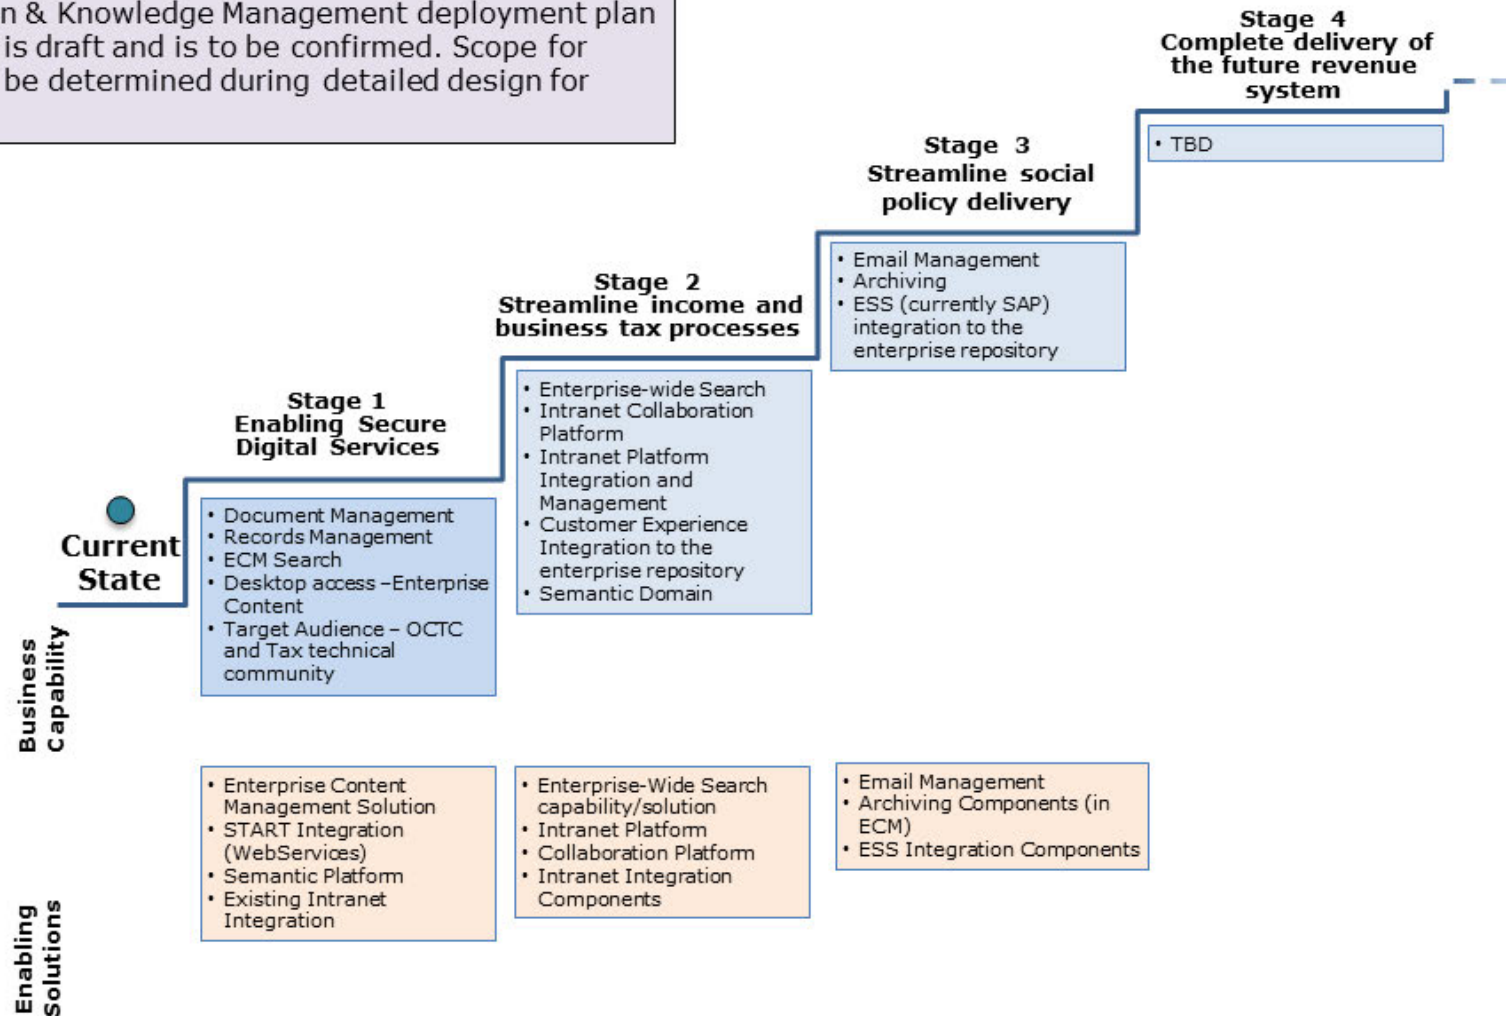 n & Knowledge Management deployment plan
is draft and is to be confirmed. Scope for
be determined during detailed design for
Stage 4
Complete delivery of
the future revenue
system
• TBD
Stage 3
Streamline social
policy delivery
• Email Management
• Archiving
• ESS (currently SAP)
integration to the
enterprise repository
Stage 2
Streamline income and
business tax processes
• Enterprise-wide Search
• Intranet Collaboration
Platform
• Intranet Platform
Integration and
Management
• Customer Experience
Integration to the
enterprise repository
• Semantic Domain
Stage 1
Enabling Secure
Digital Services
• Document Management
• Records Management
• ECM Search
• Desktop access –Enterprise
Content
• Target Audience – OCTC
and Tax technical
community
Current
State
Business
Capability
• Enterprise Content
Management Solution
• START Integration
(WebServices)
• Semantic Platform
• Existing Intranet
Integration
• Enterprise-Wide Search
capability/solution
• Intranet Platform
• Collaboration Platform
• Intranet Integration
Components
• Email Management
• Archiving Components (in
ECM)
• ESS Integration Components
Enabling
Solutions